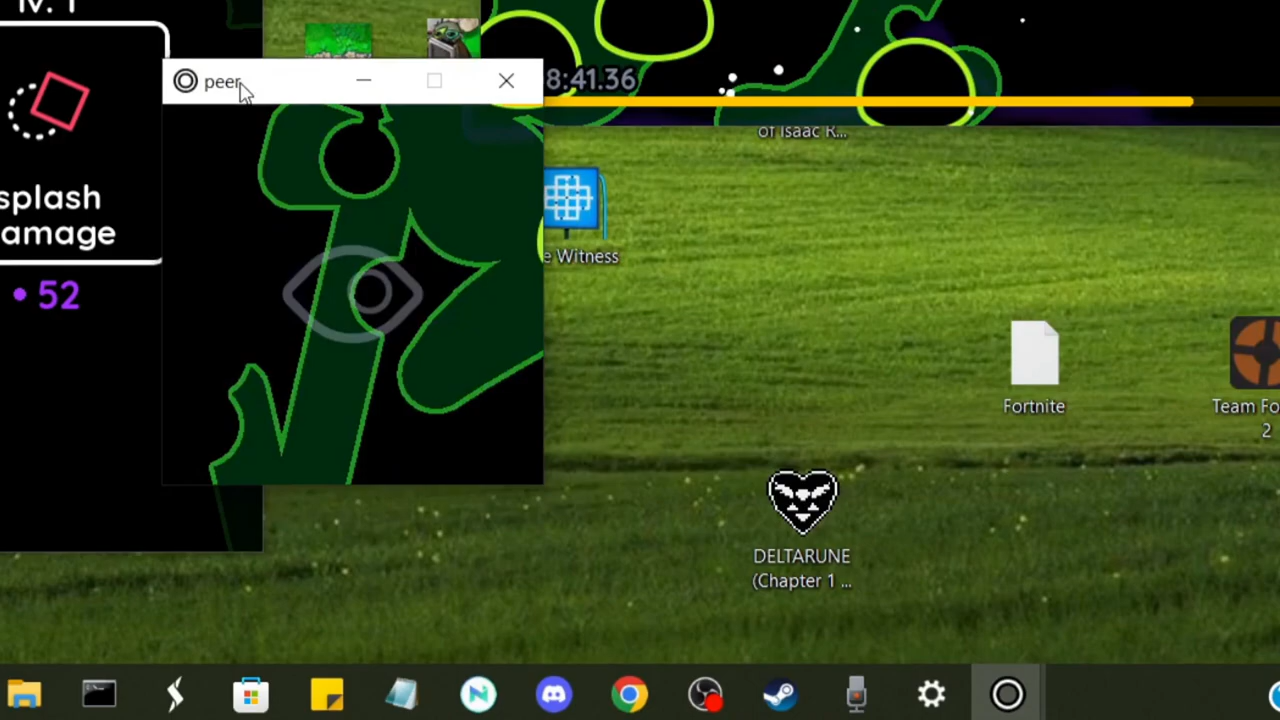 lv. 1
splash
amage
• 52
peer
8:41.36
of Isaac R...
e Witness
Fortnite
Team Fo
2
DELTARUNE
(Chapter 1 ...